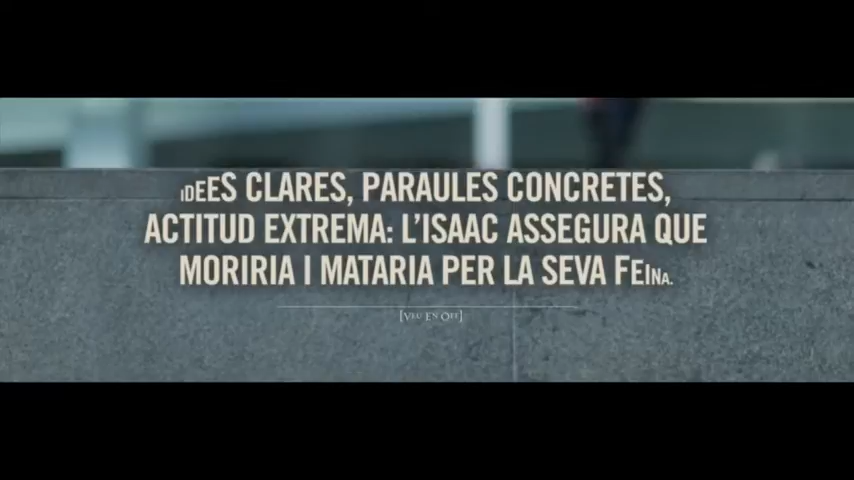 IDEES CLARES, PARAULES CONCRETES,
ACTITUD EXTREMA: L'ISAAC ASSEGURA QUE
MORIRIA I MATARIA PER LA SEVA FEINA.
[VEU EN OFF]